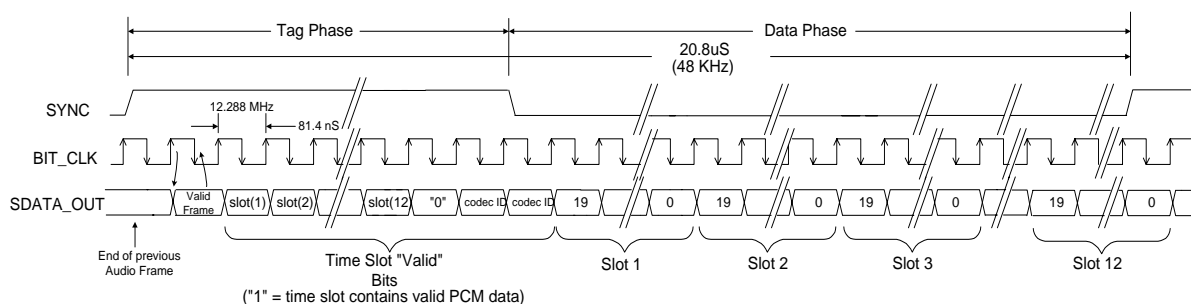 Tag Phase
Data Phase
20.8uS
(48 KHz)
SYNC
12.288 MHz
81.4 nS
BIT_CLK
SDATA_OUT
Valid
Frame
slot(1)
slot(2)
slot(12)
"0"
codec ID
codec ID
19
0
19
0
19
0
19
0
End of previous
Audio Frame
Time Slot "Valid"
Bits
("1" = time slot contains valid PCM data)
Slot 1
Slot 2
Slot 3
Slot 12